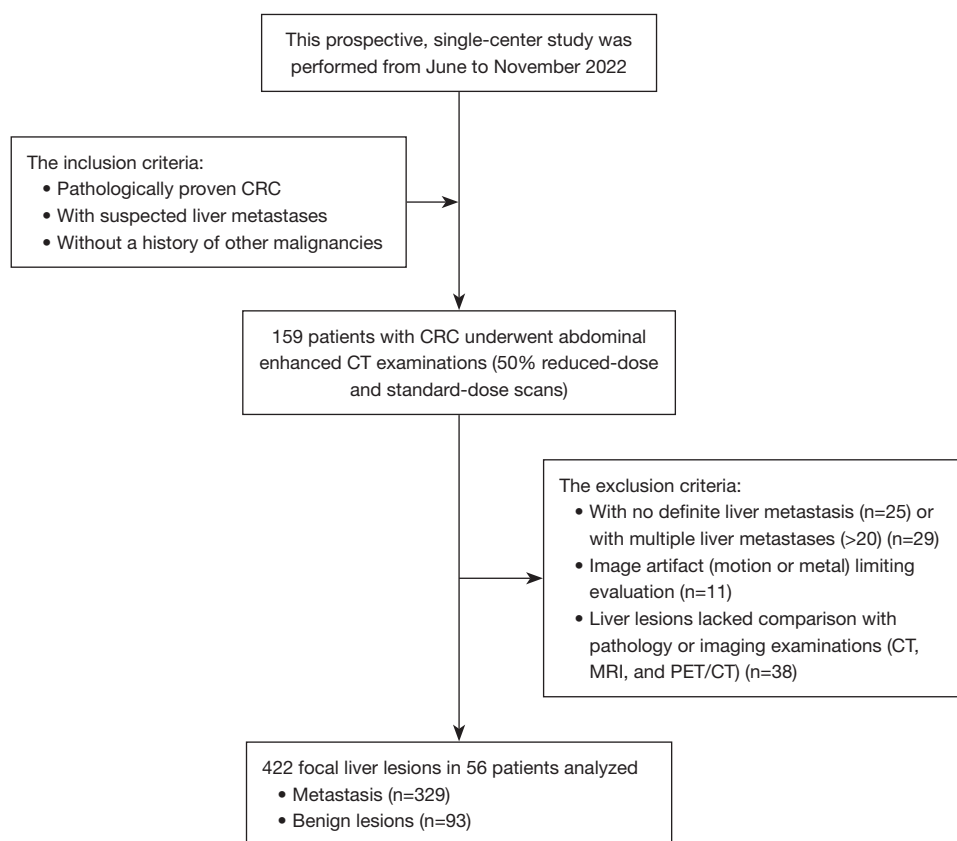 This prospective, single-center study was
performed from June to November 2022
The inclusion criteria:
• Pathologically proven CRC
• With suspected liver metastases
• Without a history of other malignancies
159 patients with CRC underwent abdominal
enhanced CT examinations (50% reduced-dose
and standard-dose scans)
The exclusion criteria:
• With no definite liver metastasis (n=25) or
with multiple liver metastases (>20) (n=29)
• Image artifact (motion or metal) limiting
evaluation (n=11)
• Liver lesions lacked comparison with
pathology or imaging examinations (CT,
MRI, and PET/CT) (n=38)
422 focal liver lesions in 56 patients analyzed
• Metastasis (n=329)
• Benign lesions (n=93)